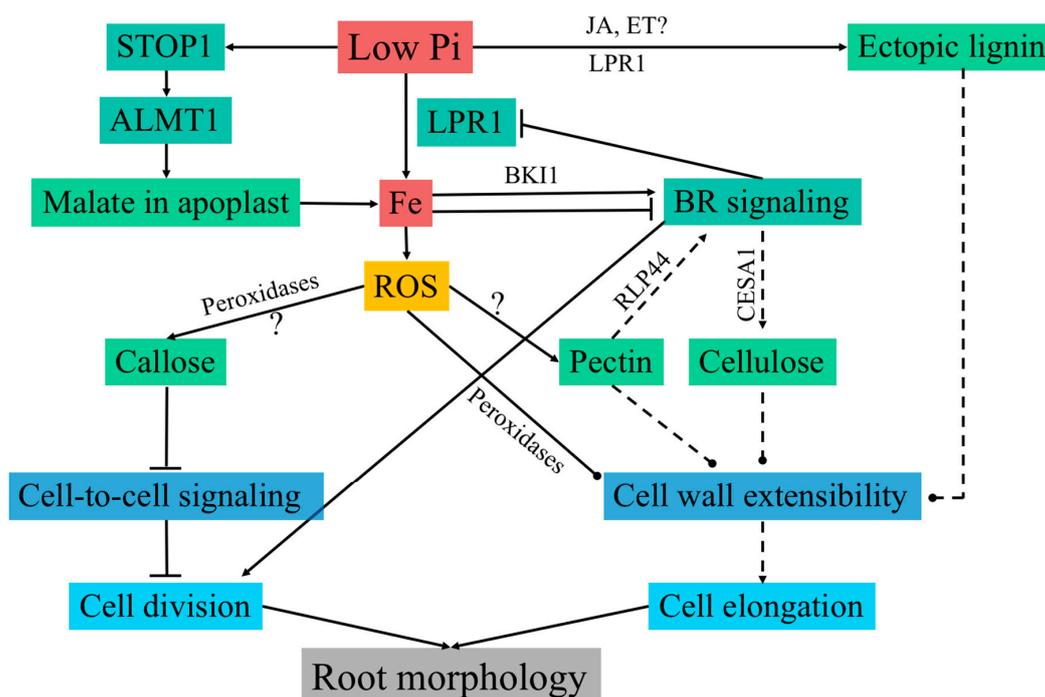 JA, ET?
STOP1
Low Pi
Ectopic lignin
LPR1
ALMT1
LPR1
BKI1
Malate in apoplast
Fe
BR signaling
ROS
Peroxidases
?
?
RLP44
CESA1
Callose
Pectin
Cellulose
Peroxidases
Cell-to-cell signaling
Cell wall extensibility
Cell division
Cell elongation
Root morphology